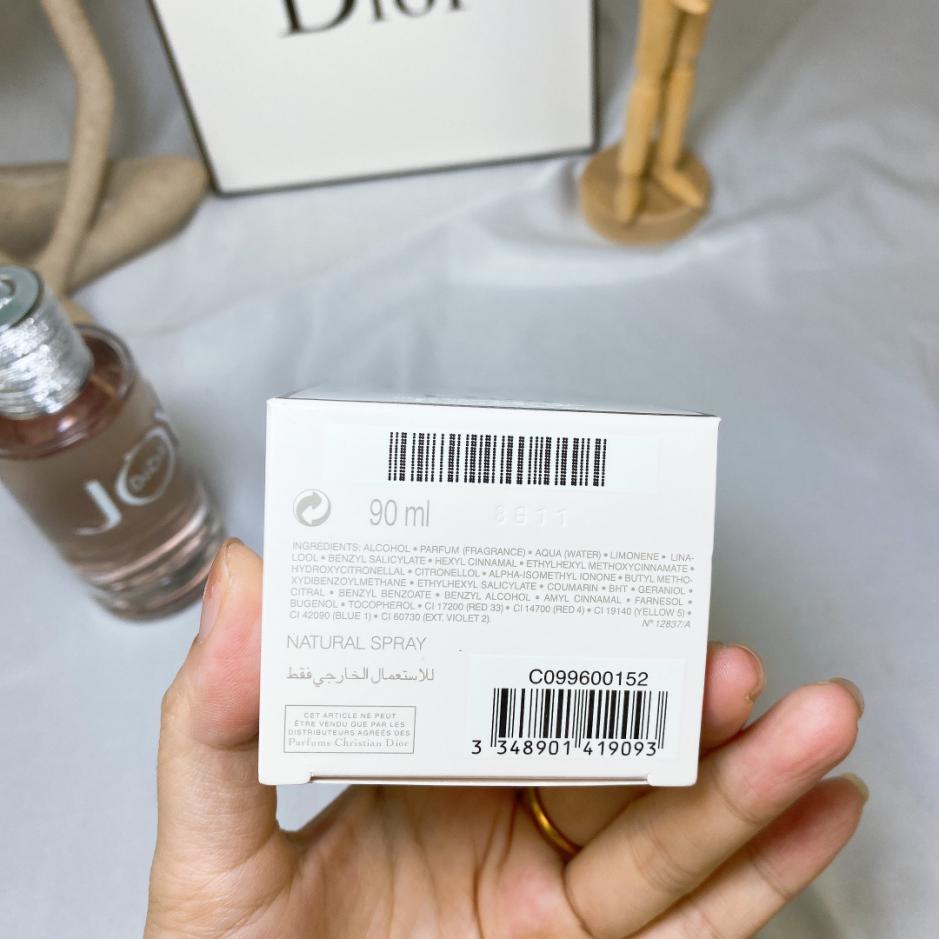 Dior
JOY
DIOR
90 ml
8G11
INGREDIENTS: ALCOHOL • PARFUM (FRAGRANCE) • AQUA (WATER) • LIMONENE • LINA-
LOOL • BENZYL SALICYLATE • HEXYL CINNAMAL • ETHYLHEXYL METHOXYCINNAMATE •
HYDROXYCITRONELLAL • CITRONELLOL • ALPHA-ISOMETHYL IONONE • BUTYL METHO-
XYDIBENZOYLMETHANE • ETHYLHEXYL SALICYLATE • COUMARIN • BHT • GERANIOL •
CITRAL • BENZYL BENZOATE • BENZYL ALCOHOL • AMYL CINNAMAL • FARNESOL •
BUGENOL • TOCOPHEROL • CI 17200 (RED 33) • CI 14700 (RED 4) • CI 19140 (YELLOW 5) •
CI 42090 (BLUE 1) • CI 60730 (EXT. VIOLET 2). N° 12837/A
NATURAL SPRAY
للاستعمال الخارجي فقط
CET ARTICLE NE PEUT
ÊTRE VENDU QUE PAR LES
DISTRIBUTEURS AGRÉÉS DES
Parfums Christian Dior
C099600152
3 348901 419093